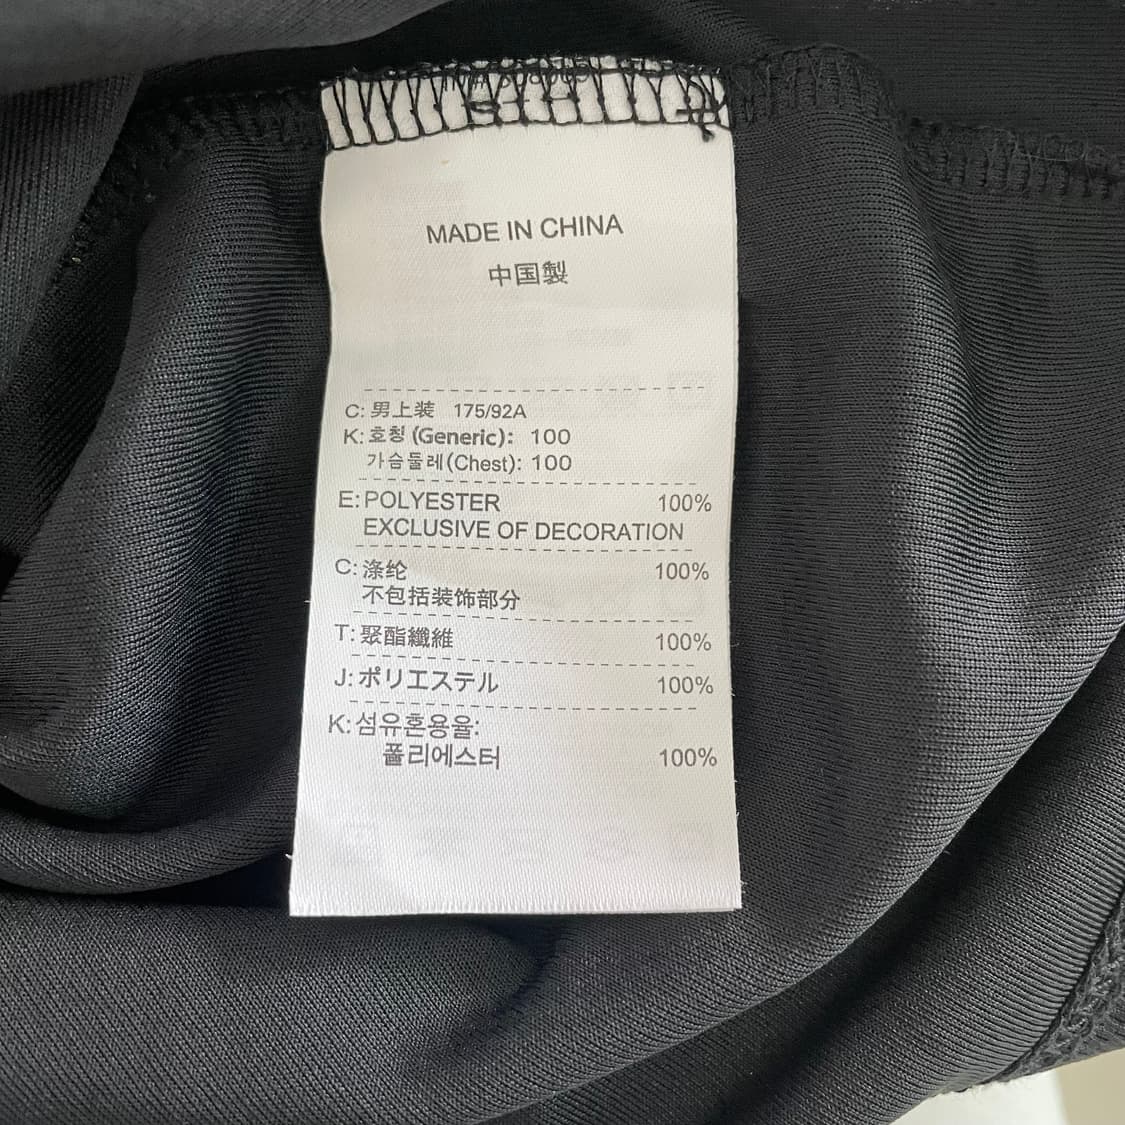 MADE IN CHINA
中国製
C: 男上装 175/92A
K: 호칭 (Generic): 100
가슴둘레(Chest): 100
E: POLYESTER 100%
EXCLUSIVE OF DECORATION
C: 涤纶 100%
不包括装饰部分
T: 聚酯纖維 100%
J: ポリエステル 100%
K: 섬유혼용율:
폴리에스터 100%